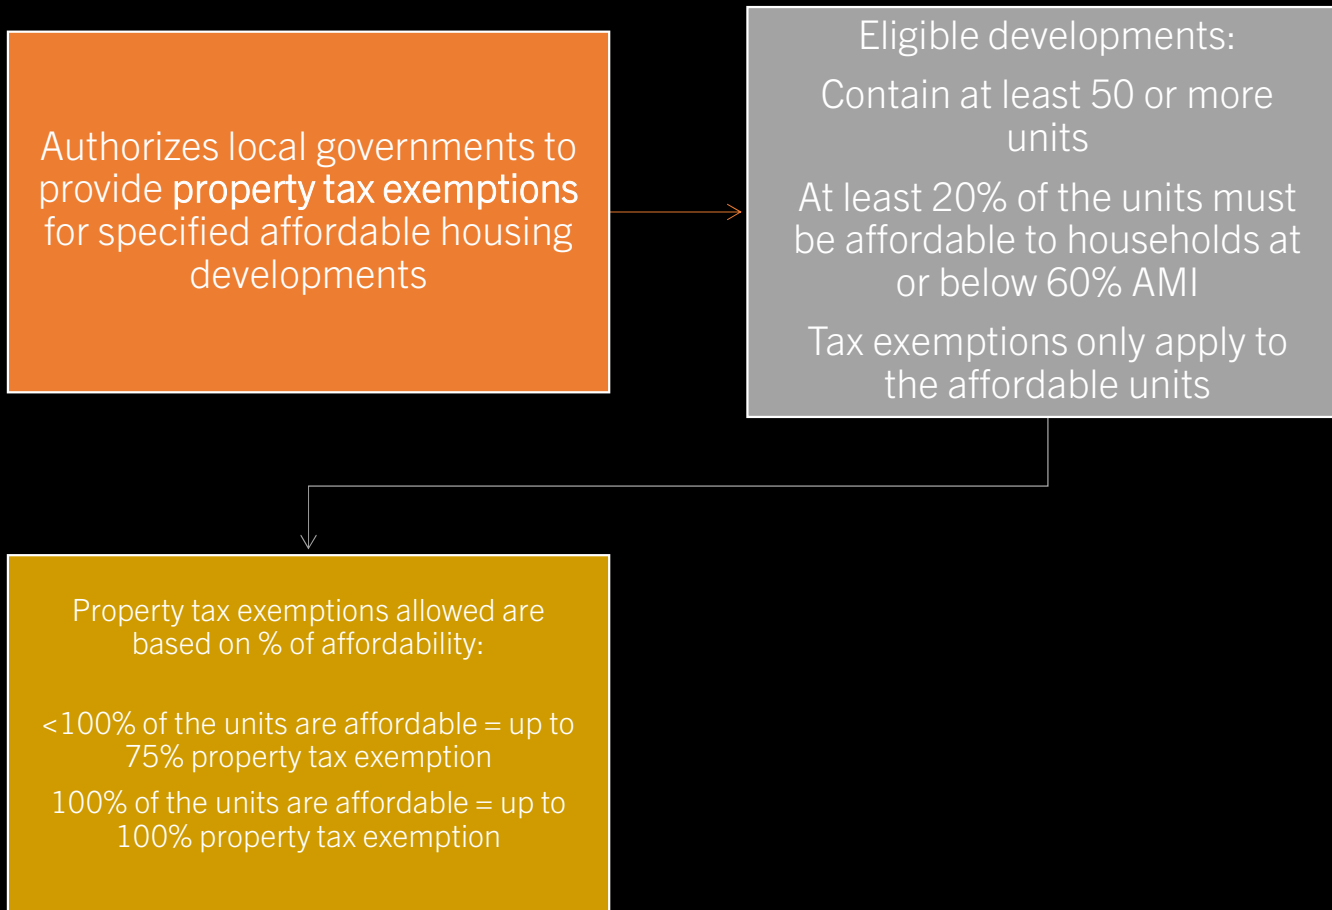 Authorizes local governments to
provide property tax exemptions
for specified affordable housing
developments
Eligible developments:
Contain at least 50 or more
units
At least 20% of the units must
be affordable to households at
or below 60% AMI
Tax exemptions only apply to
the affordable units
Property tax exemptions allowed are
based on % of affordability:
<100% of the units are affordable = up to
75% property tax exemption
100% of the units are affordable = up to
100% property tax exemption